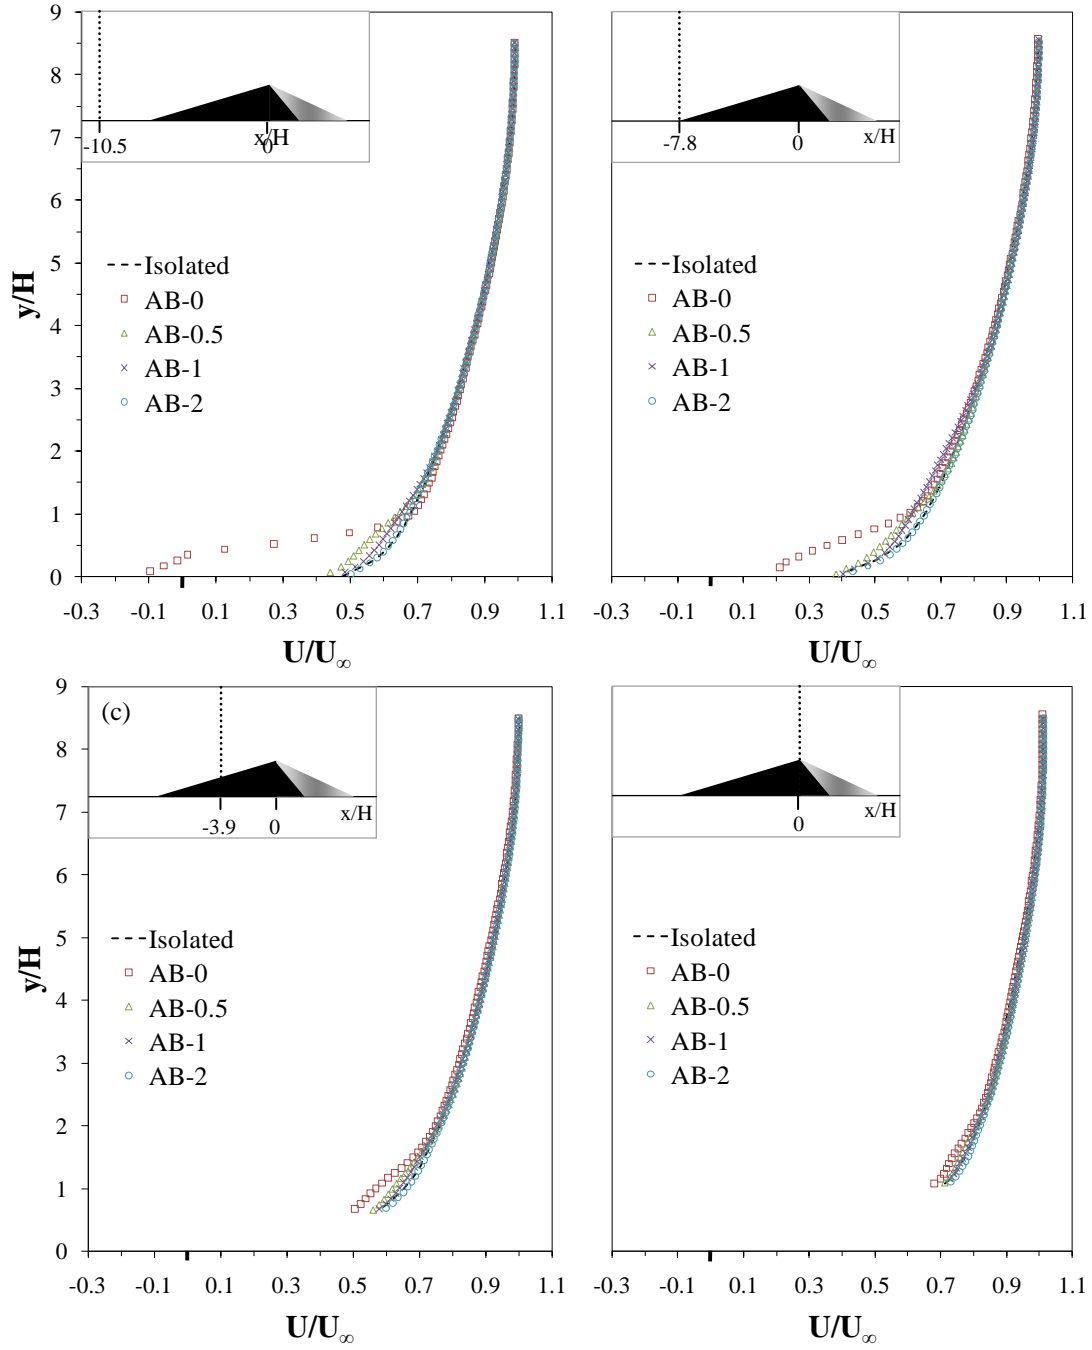 9
8
7
6
5
4
3
2
1
0
y/H
-10.5
0
x/H
Isolated
AB-0
AB-0.5
AB-1
AB-2
-0.3 -0.1 0.1 0.3 0.5 0.7 0.9 1.1
U/U∞
-7.8
0
x/H
Isolated
AB-0
AB-0.5
AB-1
AB-2
-0.3 -0.1 0.1 0.3 0.5 0.7 0.9 1.1
U/U∞
9
8
7
6
5
4
3
2
1
0
y/H
(c)
-3.9
0
x/H
Isolated
AB-0
AB-0.5
AB-1
AB-2
-0.3 -0.1 0.1 0.3 0.5 0.7 0.9 1.1
U/U∞
0
x/H
Isolated
AB-0
AB-0.5
AB-1
AB-2
-0.3 -0.1 0.1 0.3 0.5 0.7 0.9 1.1
U/U∞